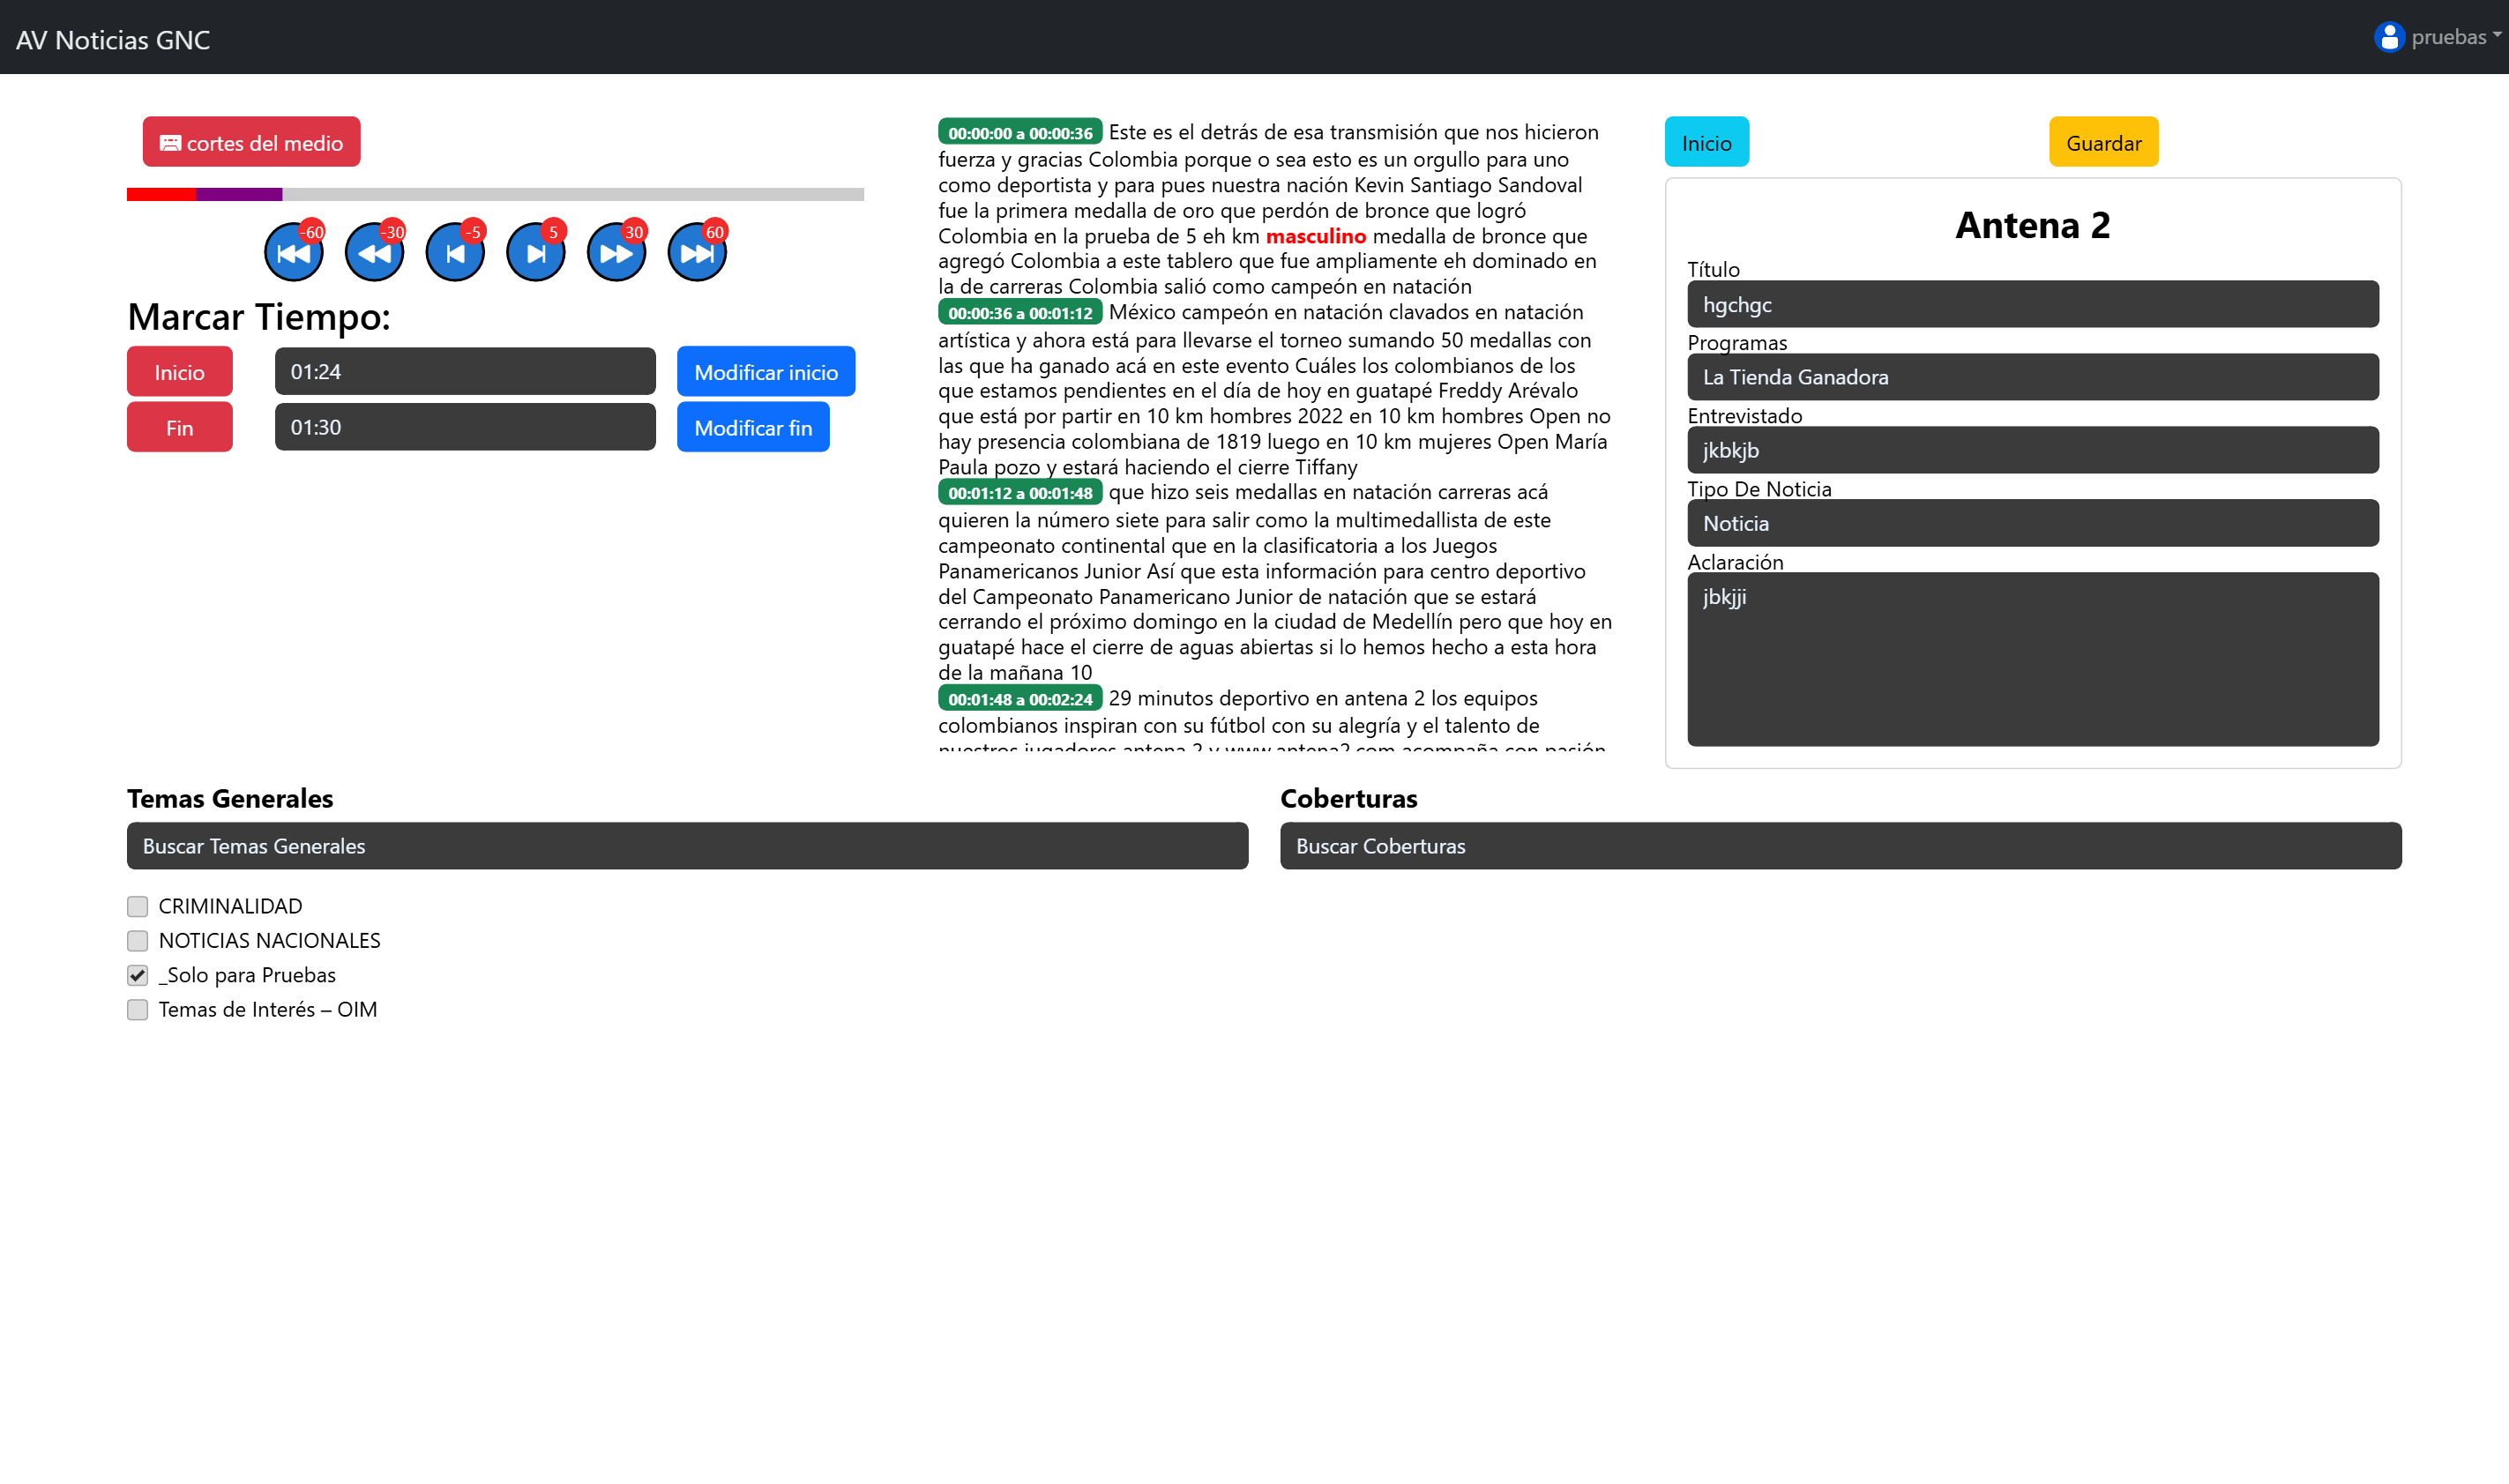 AV Noticias GNC
pruebas
cortes del medio
-60 -30 -5 5 30 60
Marcar Tiempo:
Inicio 01:24 Modificar inicio
Fin 01:30 Modificar fin
00:00:00 a 00:00:36 Este es el detrás de esa transmisión que nos hicieron
fuerza y gracias Colombia porque o sea esto es un orgullo para uno
como deportista y para pues nuestra nación Kevin Santiago Sandoval
fue la primera medalla de oro que perdón de bronce que logró
Colombia en la prueba de 5 eh km masculino medalla de bronce que
agregó Colombia a este tablero que fue ampliamente eh dominado en
la de carreras Colombia salió como campeón en natación
00:00:36 a 00:01:12 México campeón en natación clavados en natación
artística y ahora está para llevarse el torneo sumando 50 medallas con
las que ha ganado acá en este evento Cuáles los colombianos de los
que estamos pendientes en el día de hoy en guatapé Freddy Arévalo
que está por partir en 10 km hombres 2022 en 10 km hombres Open no
hay presencia colombiana de 1819 luego en 10 km mujeres Open María
Paula pozo y estará haciendo el cierre Tiffany
00:01:12 a 00:01:48 que hizo seis medallas en natación carreras acá
quieren la número siete para salir como la multimedallista de este
campeonato continental que en la clasificatoria a los Juegos
Panamericanos Junior Así que esta información para centro deportivo
del Campeonato Panamericano Junior de natación que se estará
cerrando el próximo domingo en la ciudad de Medellín pero que hoy en
guatapé hace el cierre de aguas abiertas si lo hemos hecho a esta hora
de la mañana 10
00:01:48 a 00:02:24 29 minutos deportivo en antena 2 los equipos
colombianos inspiran con su fútbol con su alegría y el talento de
nuestros jugadores antena 2 y www.antena2.com acompaña con pasión
Inicio
Guardar
Antena 2
Título
hgchgc
Programas
La Tienda Ganadora
Entrevistado
jkbkjb
Tipo De Noticia
Noticia
Aclaración
jbkjji
Temas Generales
Buscar Temas Generales
CRIMINALIDAD
NOTICIAS NACIONALES
_Solo para Pruebas
Temas de Interés – OIM
Coberturas
Buscar Coberturas